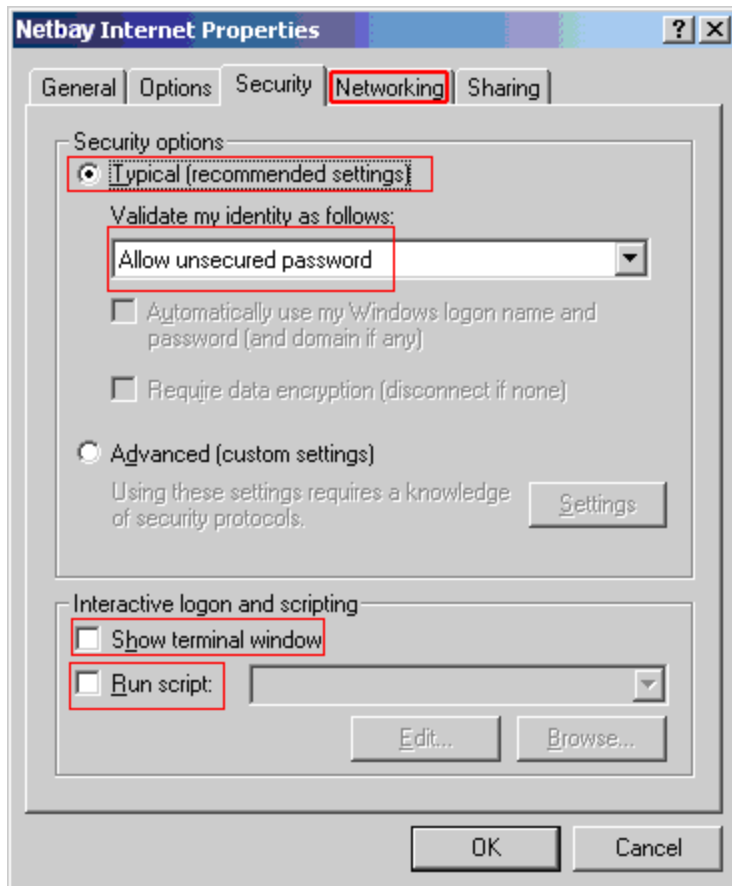 Netbay Internet Properties
General Options Security Networking Sharing
Security options
Typical (recommended settings)
Validate my identity as follows:
Allow unsecured password
Automatically use my Windows logon name and
password (and domain if any)
Require data encryption (disconnect if none)
Advanced (custom settings)
Using these settings requires a knowledge
of security protocols.
Settings
Interactive logon and scripting
Show terminal window
Run script:
Edit... Browse...
OK Cancel